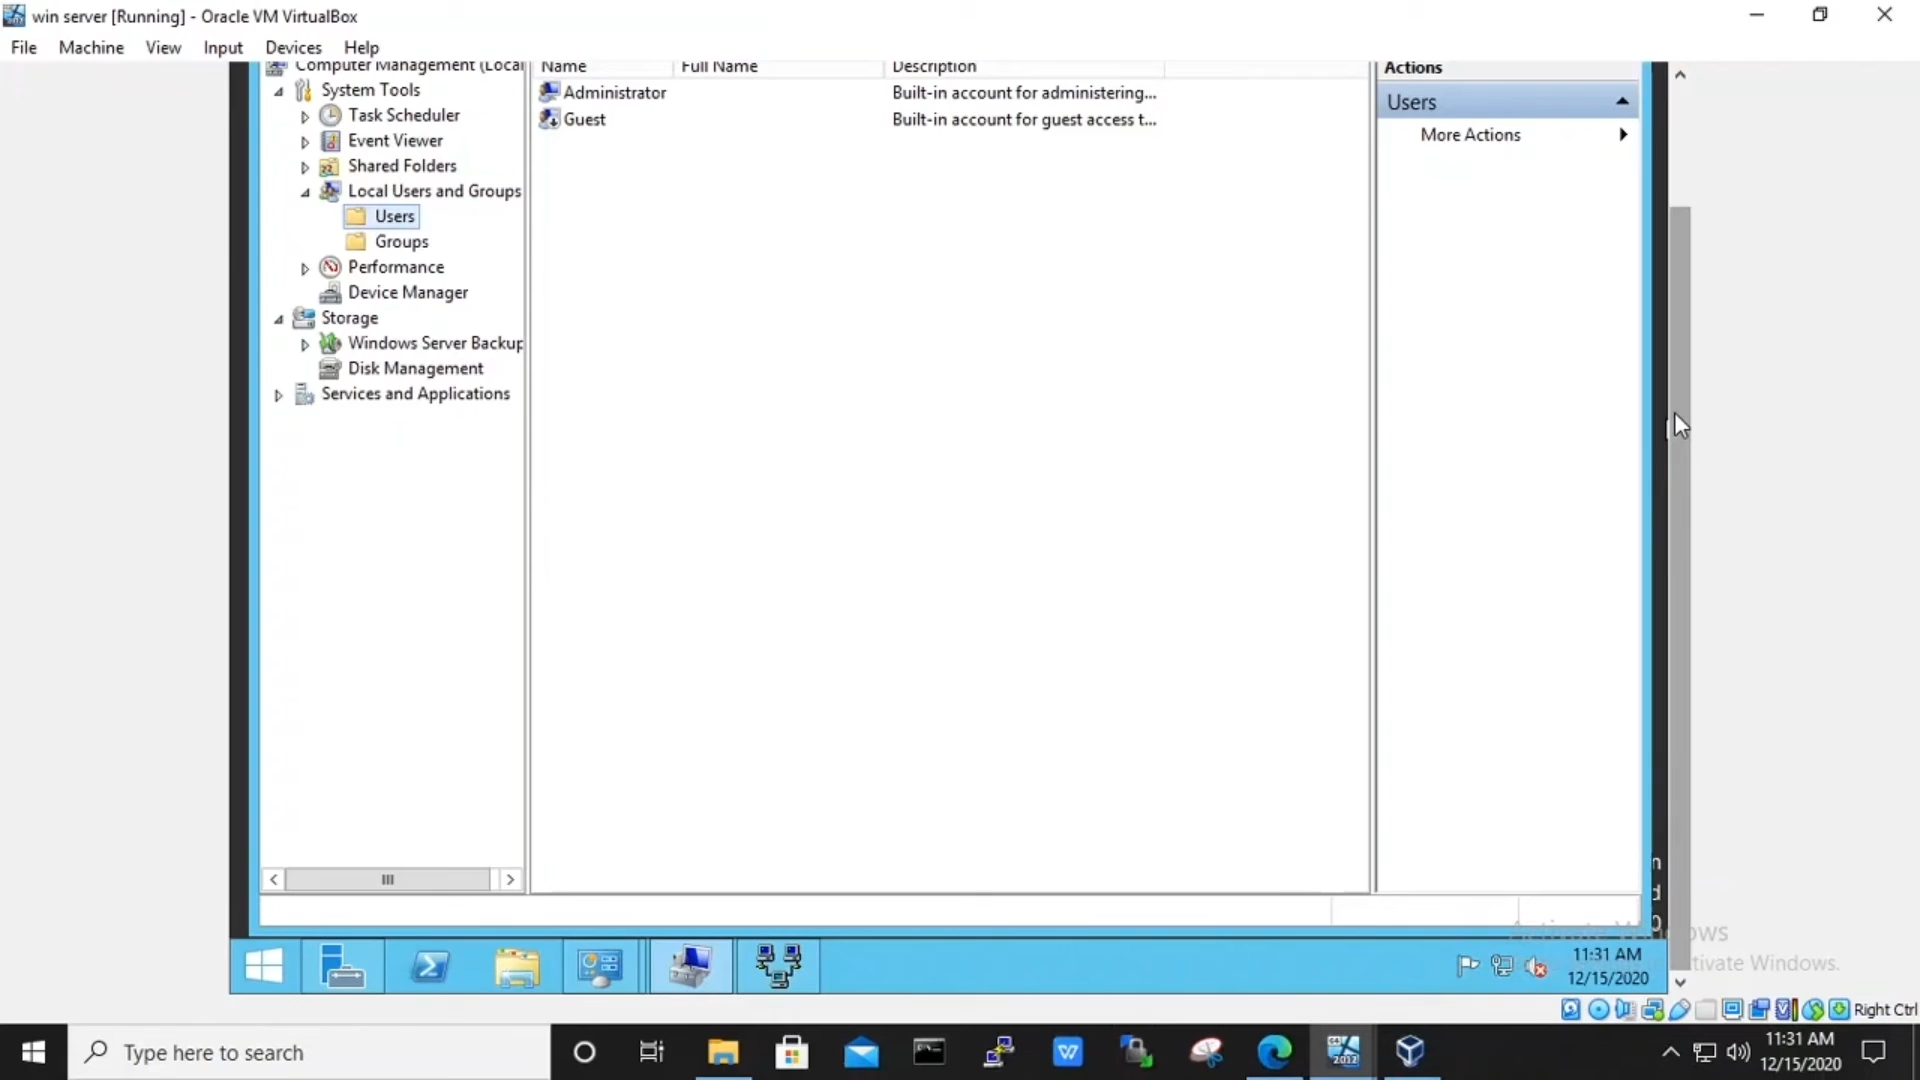 win server [Running] - Oracle VM VirtualBox
File Machine View Input Devices Help
Computer Management (Local
Name Full Name Description
Actions
System Tools
Administrator Built-in account for administering...
Users
Task Scheduler
Guest Built-in account for guest access t...
More Actions
Event Viewer
Shared Folders
Local Users and Groups
Users
Groups
Performance
Device Manager
Storage
Windows Server Backup
Disk Management
Services and Applications
11:31 AM
12/15/2020
Right Ctrl
Type here to search
2012
11:31 AM
12/15/2020